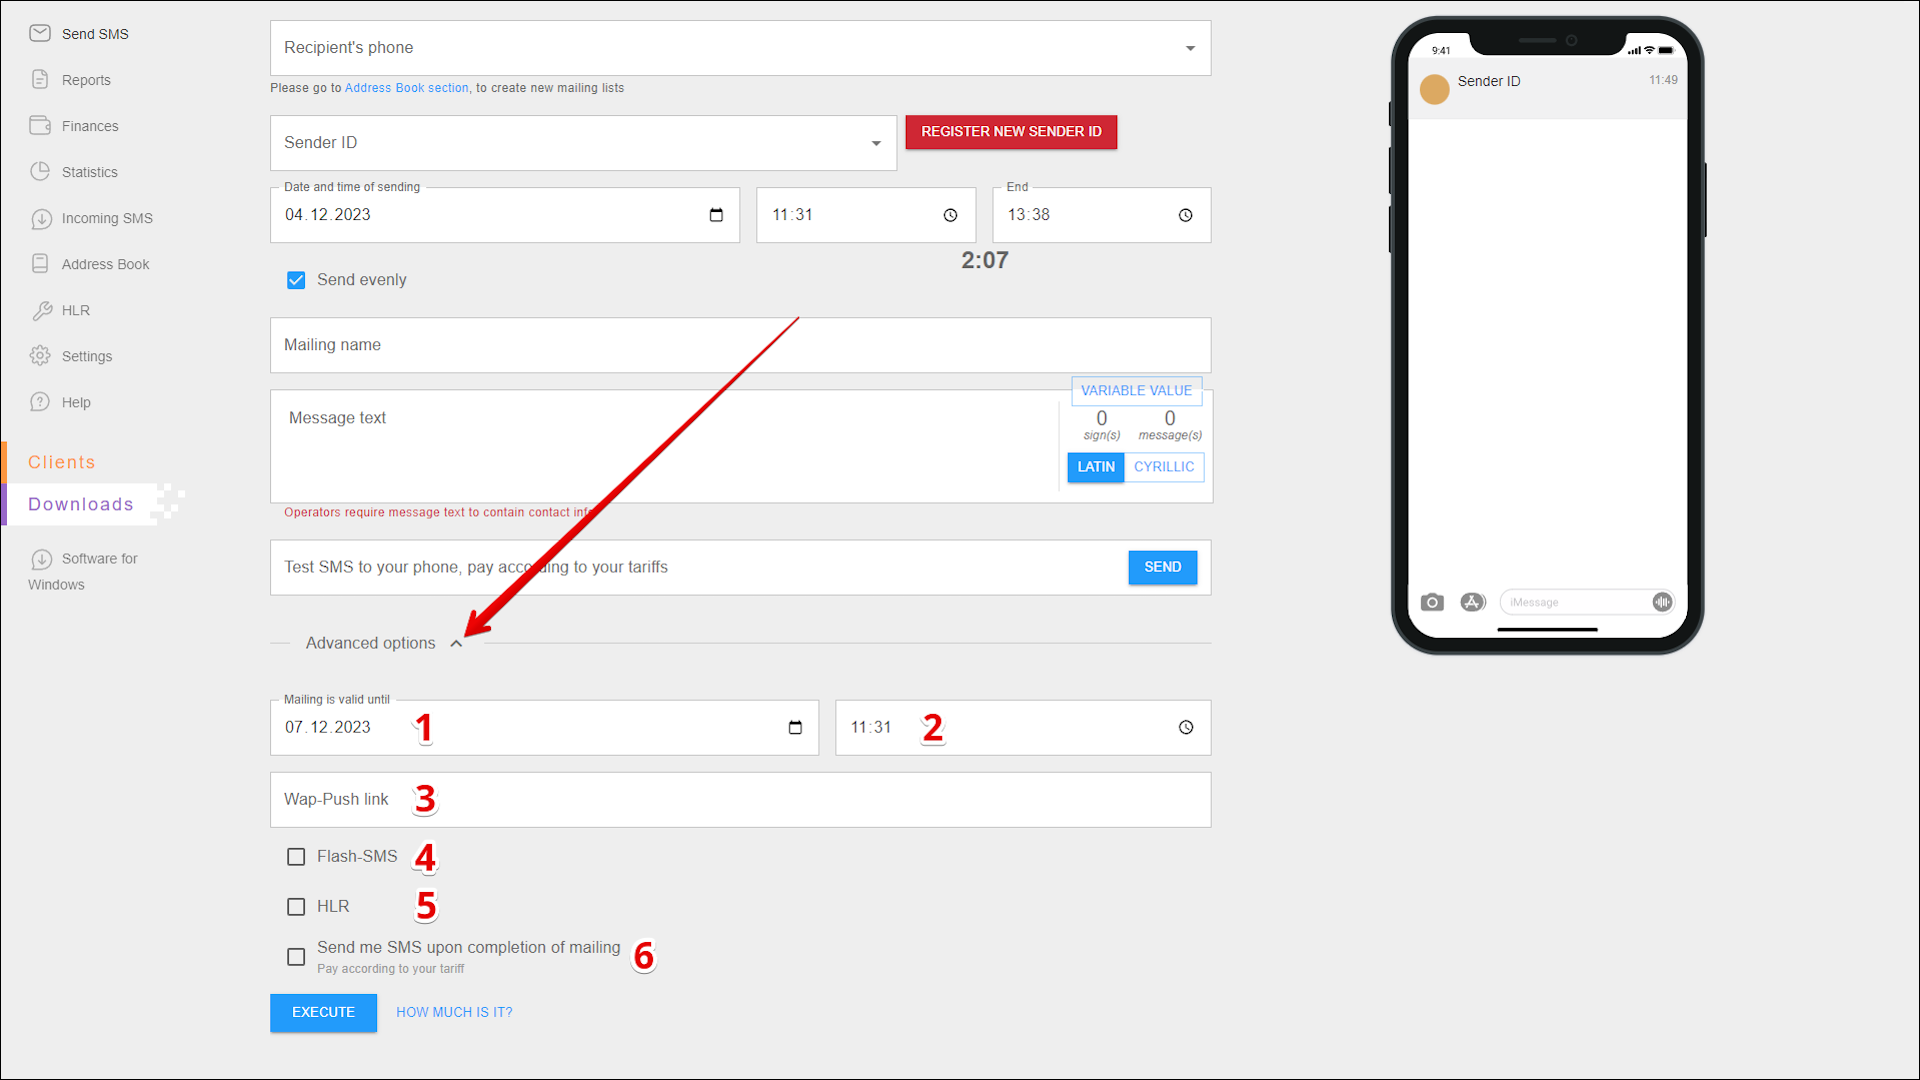 Send SMS
Reports
Finances
Statistics
Incoming SMS
Address Book
HLR
Settings
Help
Clients
Downloads
Software for
Windows
Recipient's phone
Please go to Address Book section, to create new mailing lists
Sender ID
REGISTER NEW SENDER ID
Date and time of sending
04.12.2023
11:31
End
13:38
2:07
Send evenly
Mailing name
VARIABLE VALUE
Message text
0 0
sign(s) message(s)
LATIN CYRILLIC
Operators require message text to contain contact info
Test SMS to your phone, pay according to your tariffs
SEND
Advanced options
Mailing is valid until
07.12.2023 1
11:31 2
Wap-Push link 3
Flash-SMS 4
HLR 5
Send me SMS upon completion of mailing 6
Pay according to your tariff
EXECUTE
HOW MUCH IS IT?
9:41
Sender ID
11:49
iMessage